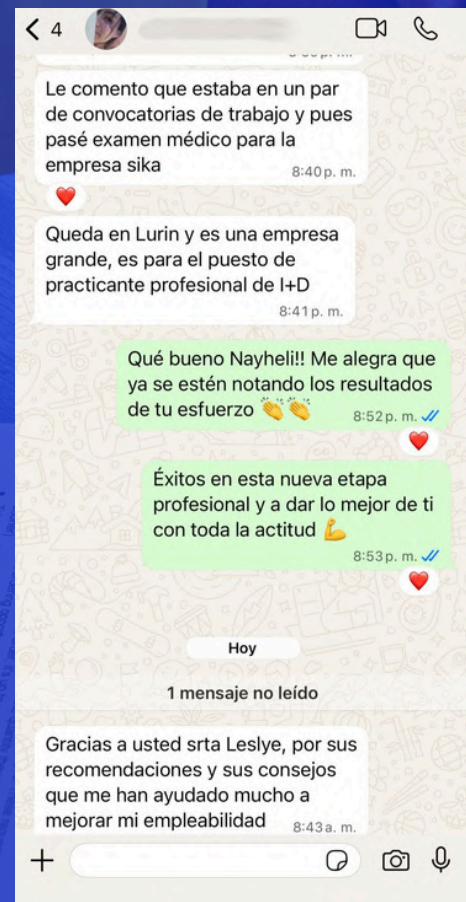 4
Le comento que estaba en un par
de convocatorias de trabajo y pues
pasé examen médico para la
empresa sika
8:40 p. m.
Queda en Lurin y es una empresa
grande, es para el puesto de
practicante profesional de I+D
8:41 p. m.
Qué bueno Nayheli!! Me alegra que
ya se estén notando los resultados
de tu esfuerzo 👏👏
8:52 p. m.
Éxitos en esta nueva etapa
profesional y a dar lo mejor de ti
con toda la actitud 💪
8:53 p. m.
Hoy
1 mensaje no leído
Gracias a usted srta Leslye, por sus
recomendaciones y sus consejos
que me han ayudado mucho a
mejorar mi empleabilidad
8:43 a. m.